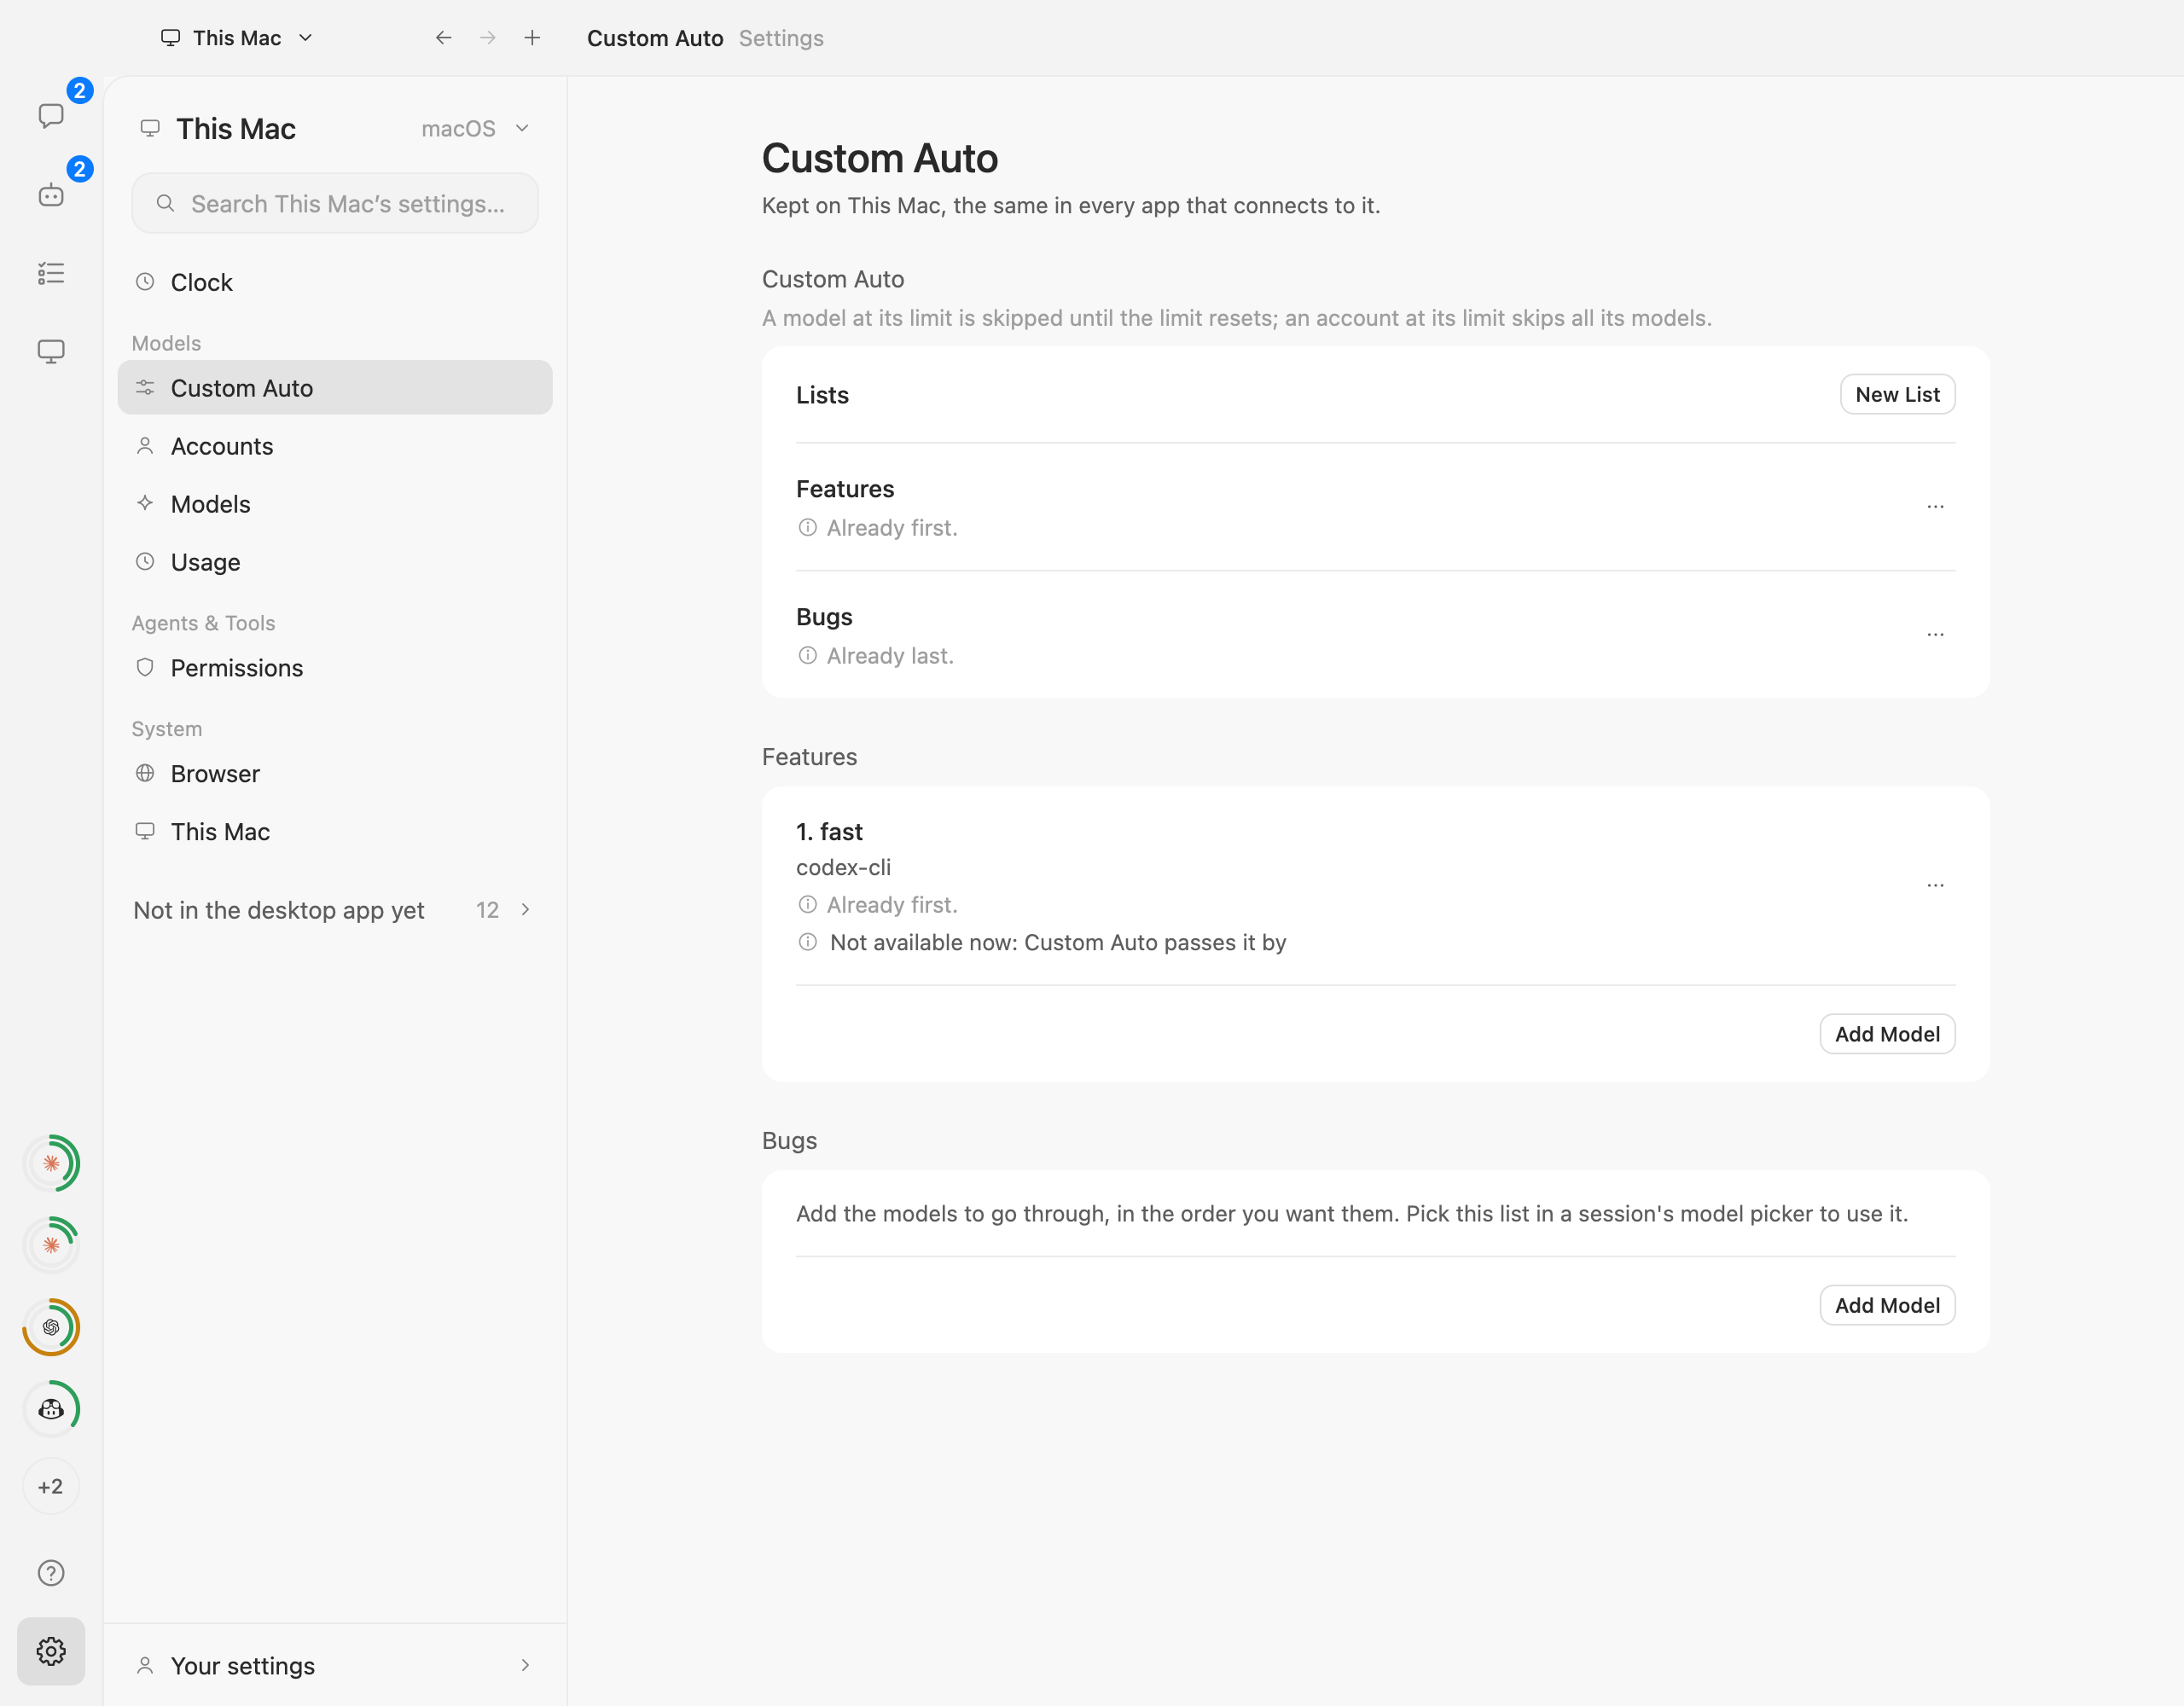 This Mac
Custom Auto Settings
2
2
This Mac macOS
Search This Mac’s settings...
Clock
Models
Custom Auto
Accounts
Models
Usage
Agents & Tools
Permissions
System
Browser
This Mac
Not in the desktop app yet 12
+2
Your settings
Custom Auto
Kept on This Mac, the same in every app that connects to it.
Custom Auto
A model at its limit is skipped until the limit resets; an account at its limit skips all its models.
Lists
New List
Features
Already first.
Bugs
Already last.
Features
1. fast
codex-cli
Already first.
Not available now: Custom Auto passes it by
Add Model
Bugs
Add the models to go through, in the order you want them. Pick this list in a session's model picker to use it.
Add Model